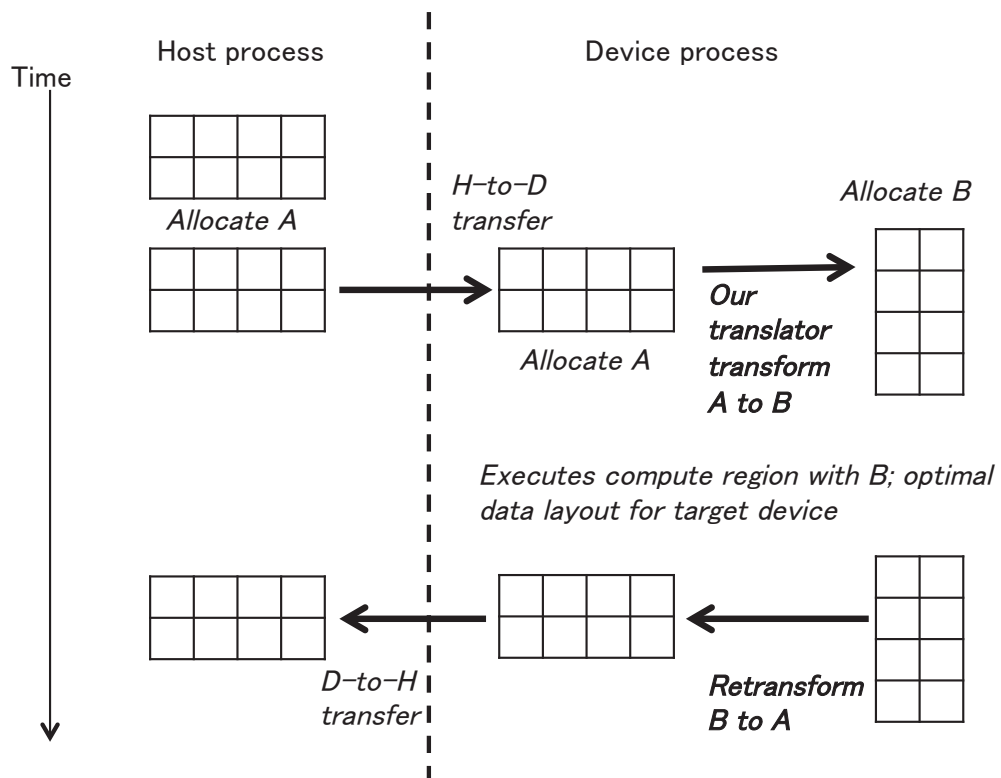 Host process
Device process
Time
Allocate A
H-to-D
transfer
Allocate B
Allocate A
Our
translator
transform
A to B
Executes compute region with B; optimal
data layout for target device
D-to-H
transfer
Retransform
B to A